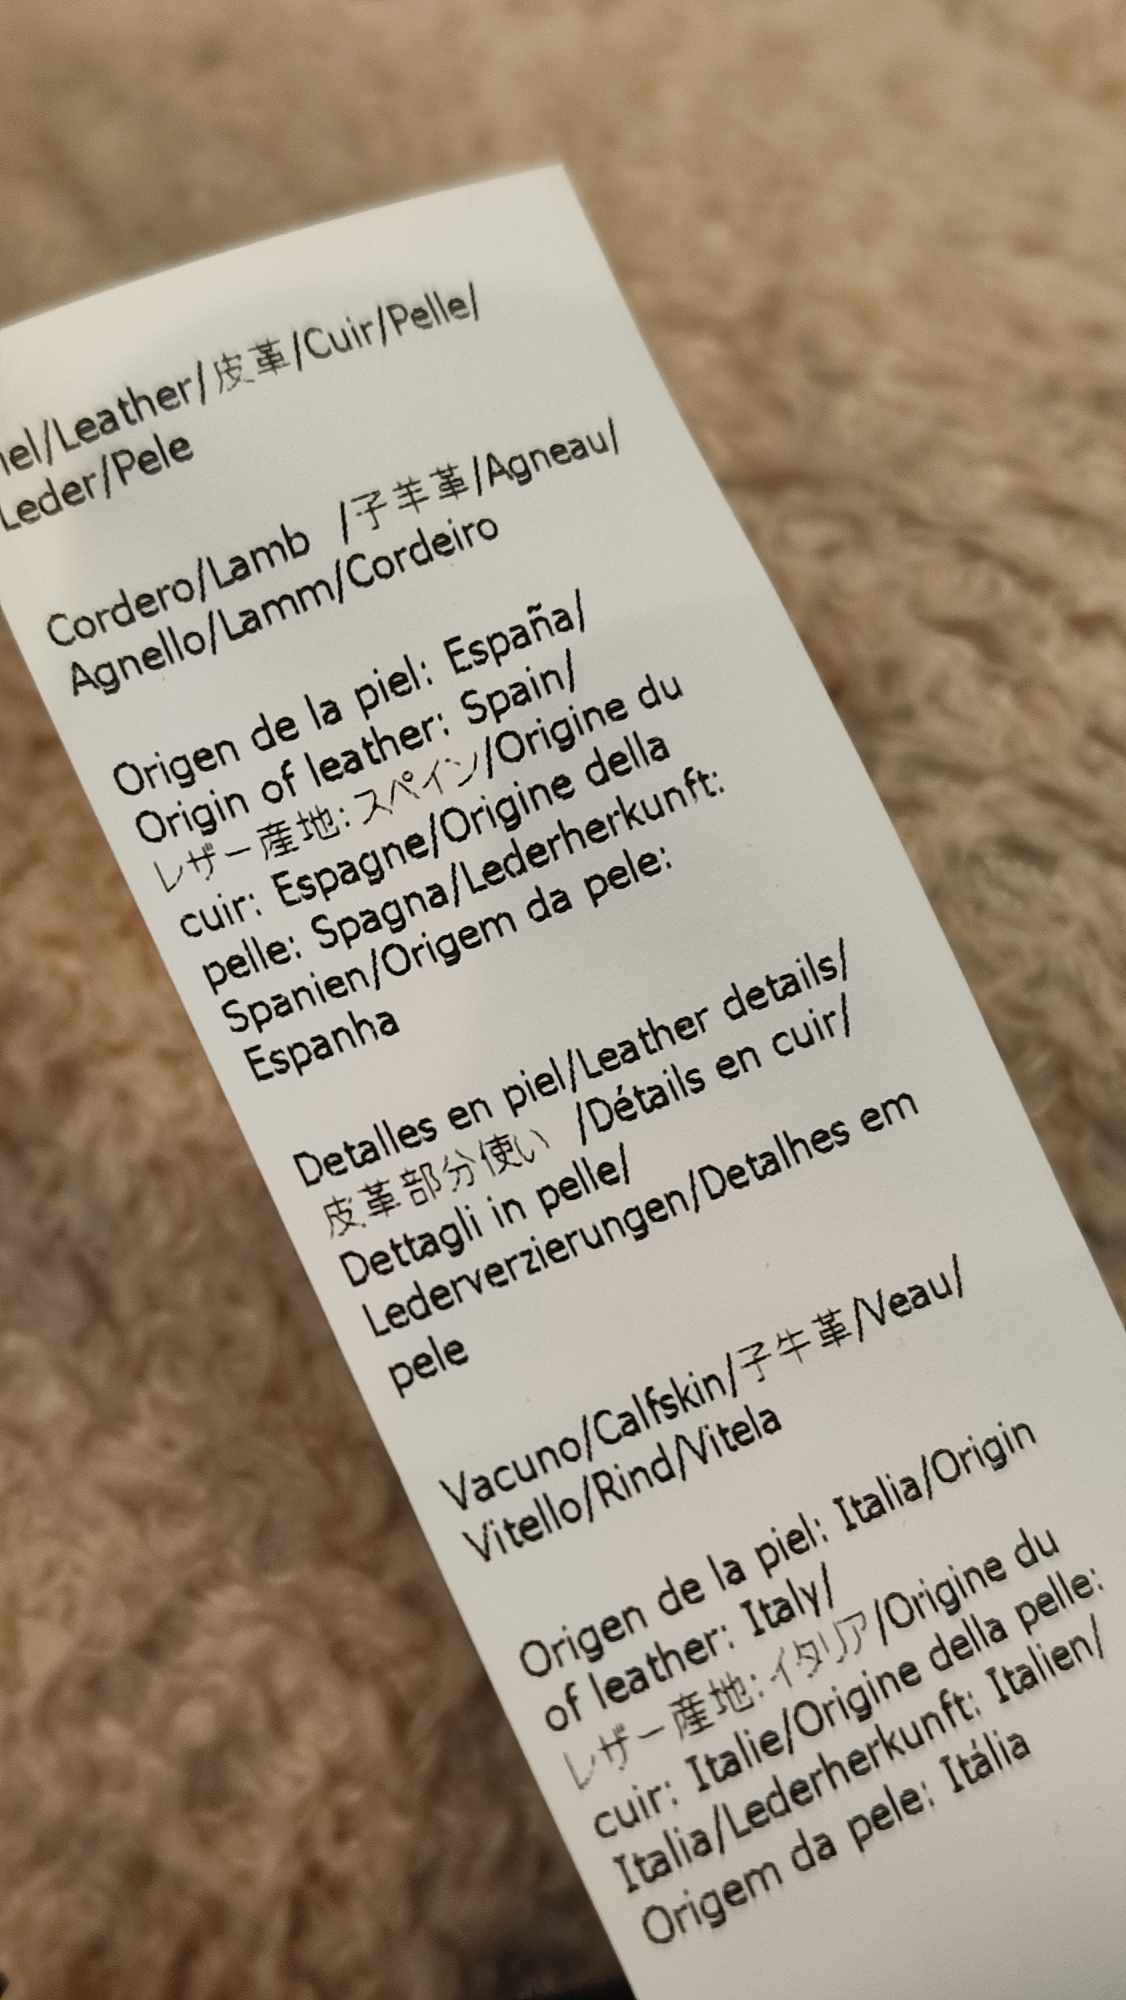 /Leather/皮革/Cuir/Pelle/
Leder/Pele
Cordero/Lamb /子羊革/Agneau/
Agnello/Lamm/Cordeiro
Origen de la piel: España/
Origin of leather: Spain/
レザー産地: スペイン/Origine du
cuir: Espagne/Origine della
pelle: Spagna/Lederherkunft:
Spanien/Origem da pele:
Espanha
Detalles en piel/Leather details/
皮革部分使い /Détails en cuir/
Dettagli in pelle/
Lederverzierungen/Detalhes em
pele
Vacuno/Calfskin/子牛革/Veau/
Vitello/Rind/Vitela
Origen de la piel: Italia/Origin
of leather: Italy/
レザー産地: イタリア/Origine du
cuir: Italie/Origine della pelle:
Italia/Lederherkunft: Italien/
Origem da pele: Itália